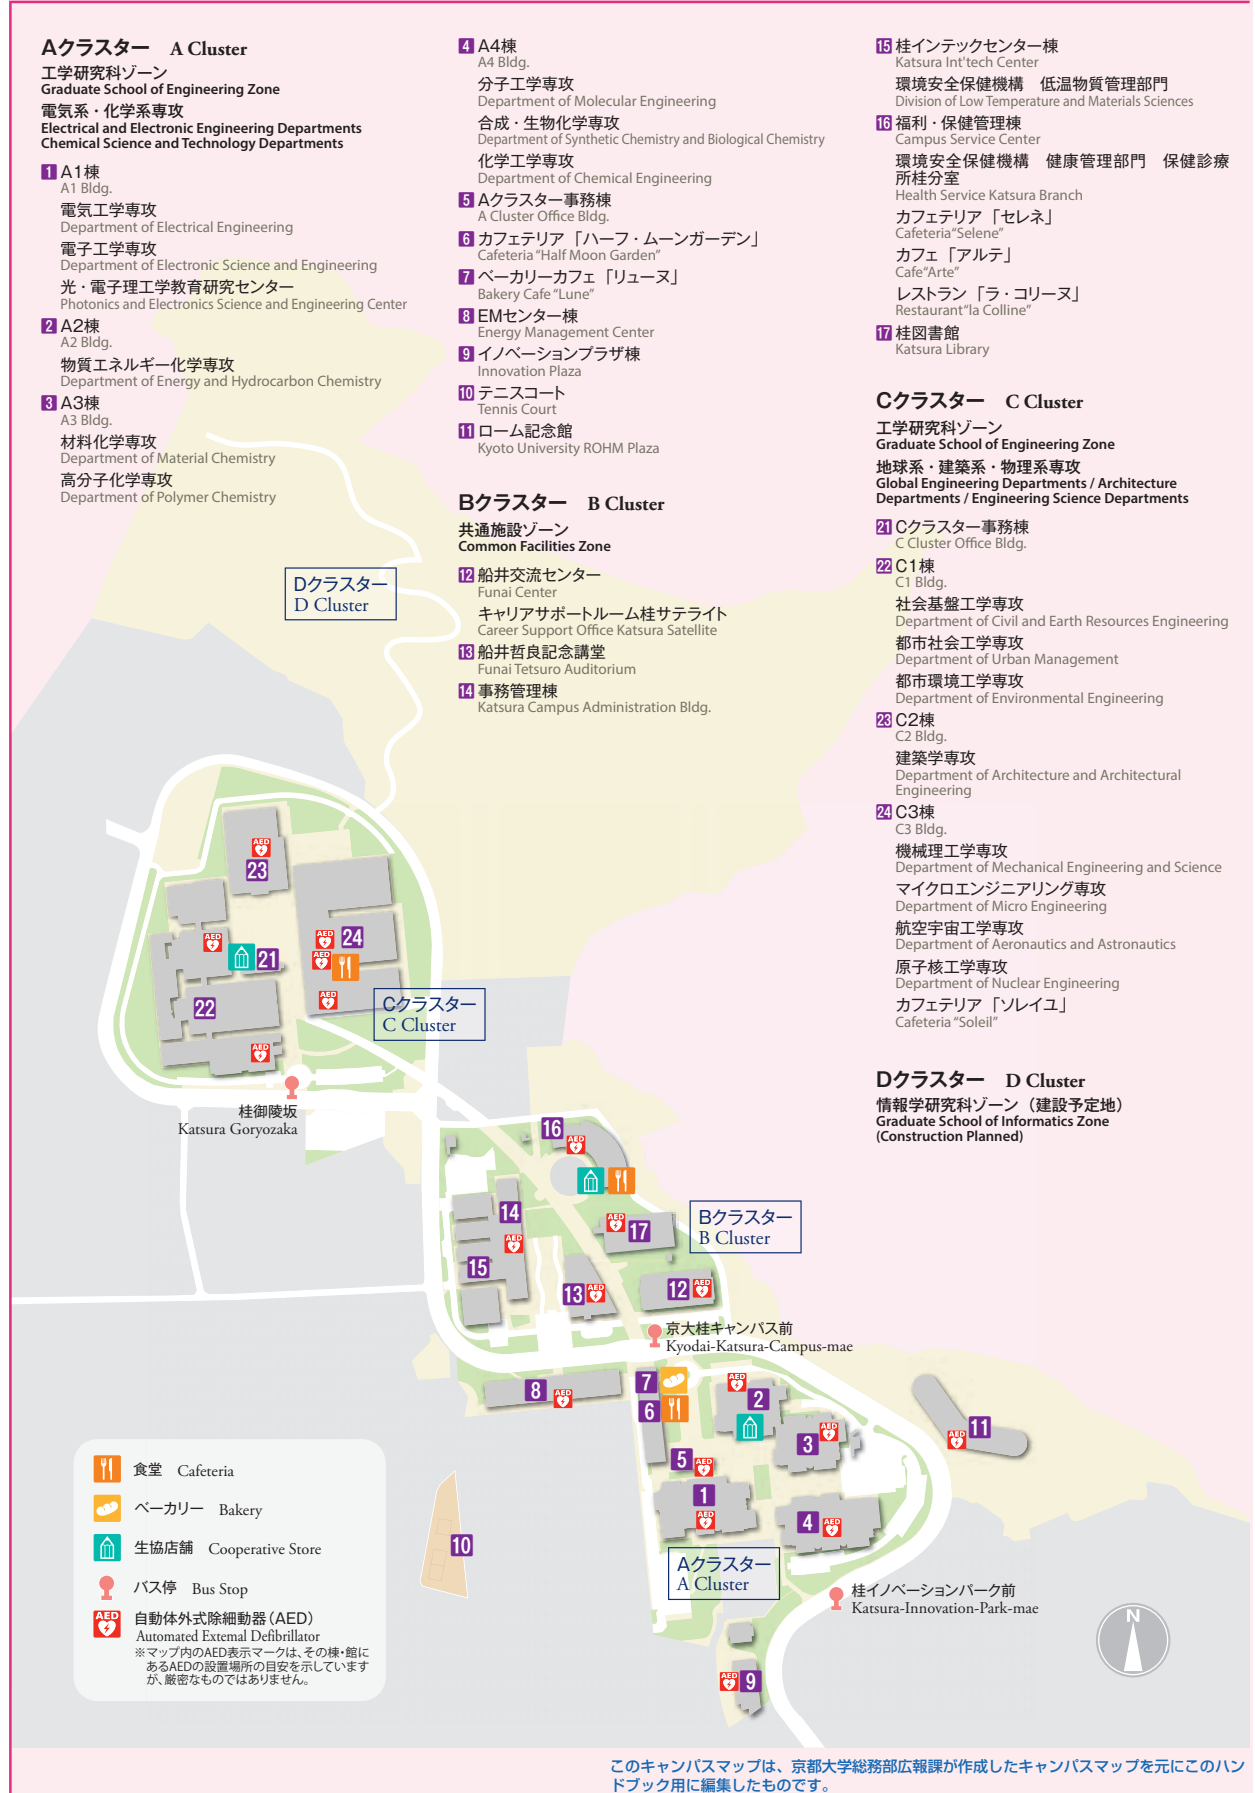 Aクラスター A Cluster
工学研究科ゾーン
Graduate School of Engineering Zone
電気系・化学系専攻
Electrical and Electronic Engineering Departments
Chemical Science and Technology Departments
1 A1棟
A1 Bldg.
電気工学専攻
Department of Electrical Engineering
電子工学専攻
Department of Electronic Science and Engineering
光・電子理工学教育研究センター
Photonics and Electronics Science and Engineering Center
2 A2棟
A2 Bldg.
物質エネルギー化学専攻
Department of Energy and Hydrocarbon Chemistry
3 A3棟
A3 Bldg.
材料化学専攻
Department of Material Chemistry
高分子化学専攻
Department of Polymer Chemistry
4 A4棟
A4 Bldg.
分子工学専攻
Department of Molecular Engineering
合成・生物化学専攻
Department of Synthetic Chemistry and Biological Chemistry
化学工学専攻
Department of Chemical Engineering
5 Aクラスター事務棟
A Cluster Office Bldg.
6 カフェテリア「ハーフ・ムーンガーデン」
Cafeteria “Half Moon Garden”
7 ベーカリーカフェ「リューヌ」
Bakery Cafe “Lune”
8 EMセンター棟
Energy Management Center
9 イノベーションプラザ棟
Innovation Plaza
10 テニスコート
Tennis Court
11 ローム記念館
Kyoto University ROHM Plaza
Bクラスター B Cluster
共通施設ゾーン
Common Facilities Zone
12 船井交流センター
Funai Center
キャリアサポートルーム桂サテライト
Career Support Office Katsura Satellite
13 船井哲良記念講堂
Funai Tetsuro Auditorium
14 事務管理棟
Katsura Campus Administration Bldg.
15 桂インテックセンター棟
Katsura Int'tech Center
環境安全保健機構 低温物質管理部門
Division of Low Temperature and Materials Sciences
16 福利・保健管理棟
Campus Service Center
環境安全保健機構 健康管理部門 保健診療
所桂分室
Health Service Katsura Branch
カフェテリア「セレネ」
Cafeteria“Selene”
カフェ「アルテ」
Cafe“Arte”
レストラン「ラ・コリーヌ」
Restaurant“la Colline”
17 桂図書館
Katsura Library
Cクラスター C Cluster
工学研究科ゾーン
Graduate School of Engineering Zone
地球系・建築系・物理系専攻
Global Engineering Departments / Architecture
Departments / Engineering Science Departments
21 Cクラスター事務棟
C Cluster Office Bldg.
22 C1棟
C1 Bldg.
社会基盤工学専攻
Department of Civil and Earth Resources Engineering
都市社会工学専攻
Department of Urban Management
都市環境工学専攻
Department of Environmental Engineering
23 C2棟
C2 Bldg.
建築学専攻
Department of Architecture and Architectural
Engineering
24 C3棟
C3 Bldg.
機械理工学専攻
Department of Mechanical Engineering and Science
マイクロエンジニアリング専攻
Department of Micro Engineering
航空宇宙工学専攻
Department of Aeronautics and Astronautics
原子核工学専攻
Department of Nuclear Engineering
カフェテリア「ソレイユ」
Cafeteria “Soleil”
Dクラスター D Cluster
情報学研究科ゾーン（建設予定地）
Graduate School of Informatics Zone
(Construction Planned)
Dクラスター
D Cluster
AED
23
AED
AED
24
21
AED
22
AED
AED
Cクラスター
C Cluster
桂御陵坂
Katsura Goryozaka
16
AED
14
AED
17
AED
15
13
AED
12
AED
Bクラスター
B Cluster
京大桂キャンパス前
Kyodai-Katsura-Campus-mae
8
AED
7
6
AED
2
3
AED
5
AED
1
AED
4
AED
11
AED
10
Aクラスター
A Cluster
桂イノベーションパーク前
Katsura-Innovation-Park-mae
AED
9
N
食堂 Cafeteria
ベーカリー Bakery
生協店舗 Cooperative Store
バス停 Bus Stop
AED 自動体外式除細動器（AED）
Automated Extemal Defibrillator
※マップ内のAED表示マークは、その棟・館に
あるAEDの設置場所の目安を示しています
が、厳密なものではありません。
このキャンパスマップは、京都大学総務部広報課が作成したキャンパスマップを元にこのハン
ドブック用に編集したものです。